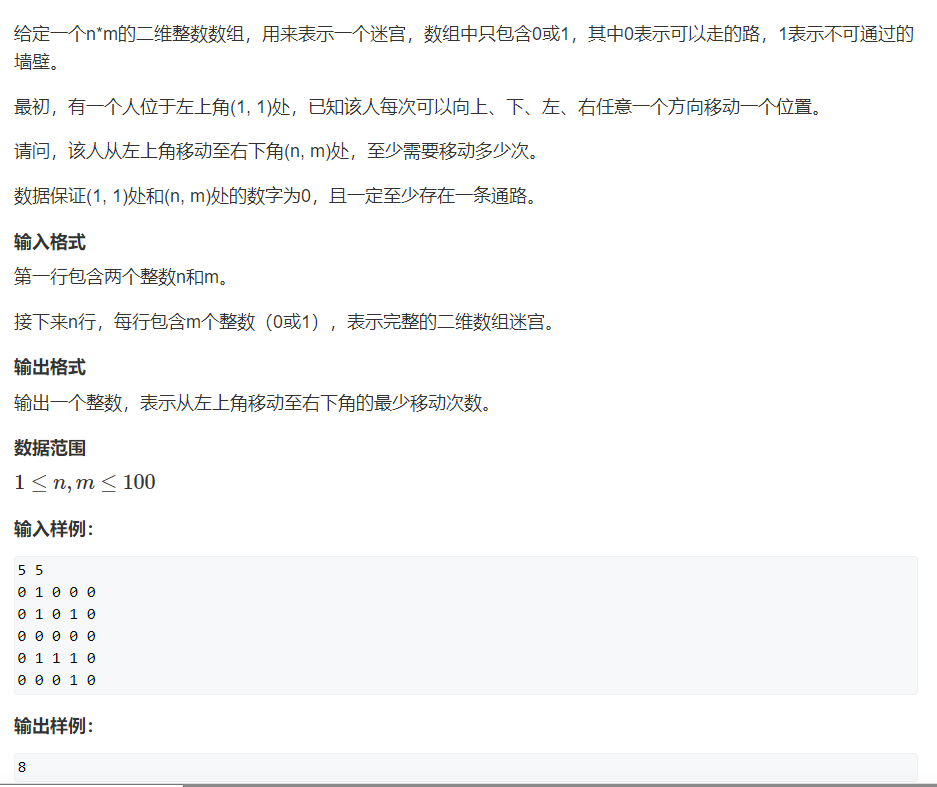 给定一个n*m的二维整数数组，用来表示一个迷宫，数组中只包含0或1，其中0表示可以走的路，1表示不可通过的
墙壁。
最初，有一个人位于左上角(1, 1)处，已知该人每次可以向上、下、左、右任意一个方向移动一个位置。
请问，该人从左上角移动至右下角(n, m)处，至少需要移动多少次。
数据保证(1, 1)处和(n, m)处的数字为0，且一定至少存在一条通路。
输入格式
第一行包含两个整数n和m。
接下来n行，每行包含m个整数（0或1），表示完整的二维数组迷宫。
输出格式
输出一个整数，表示从左上角移动至右下角的最少移动次数。
数据范围
1 ≤ n, m ≤ 100
输入样例：
5 5
0 1 0 0 0
0 1 0 1 0
0 0 0 0 0
0 1 1 1 0
0 0 0 1 0
输出样例：
8